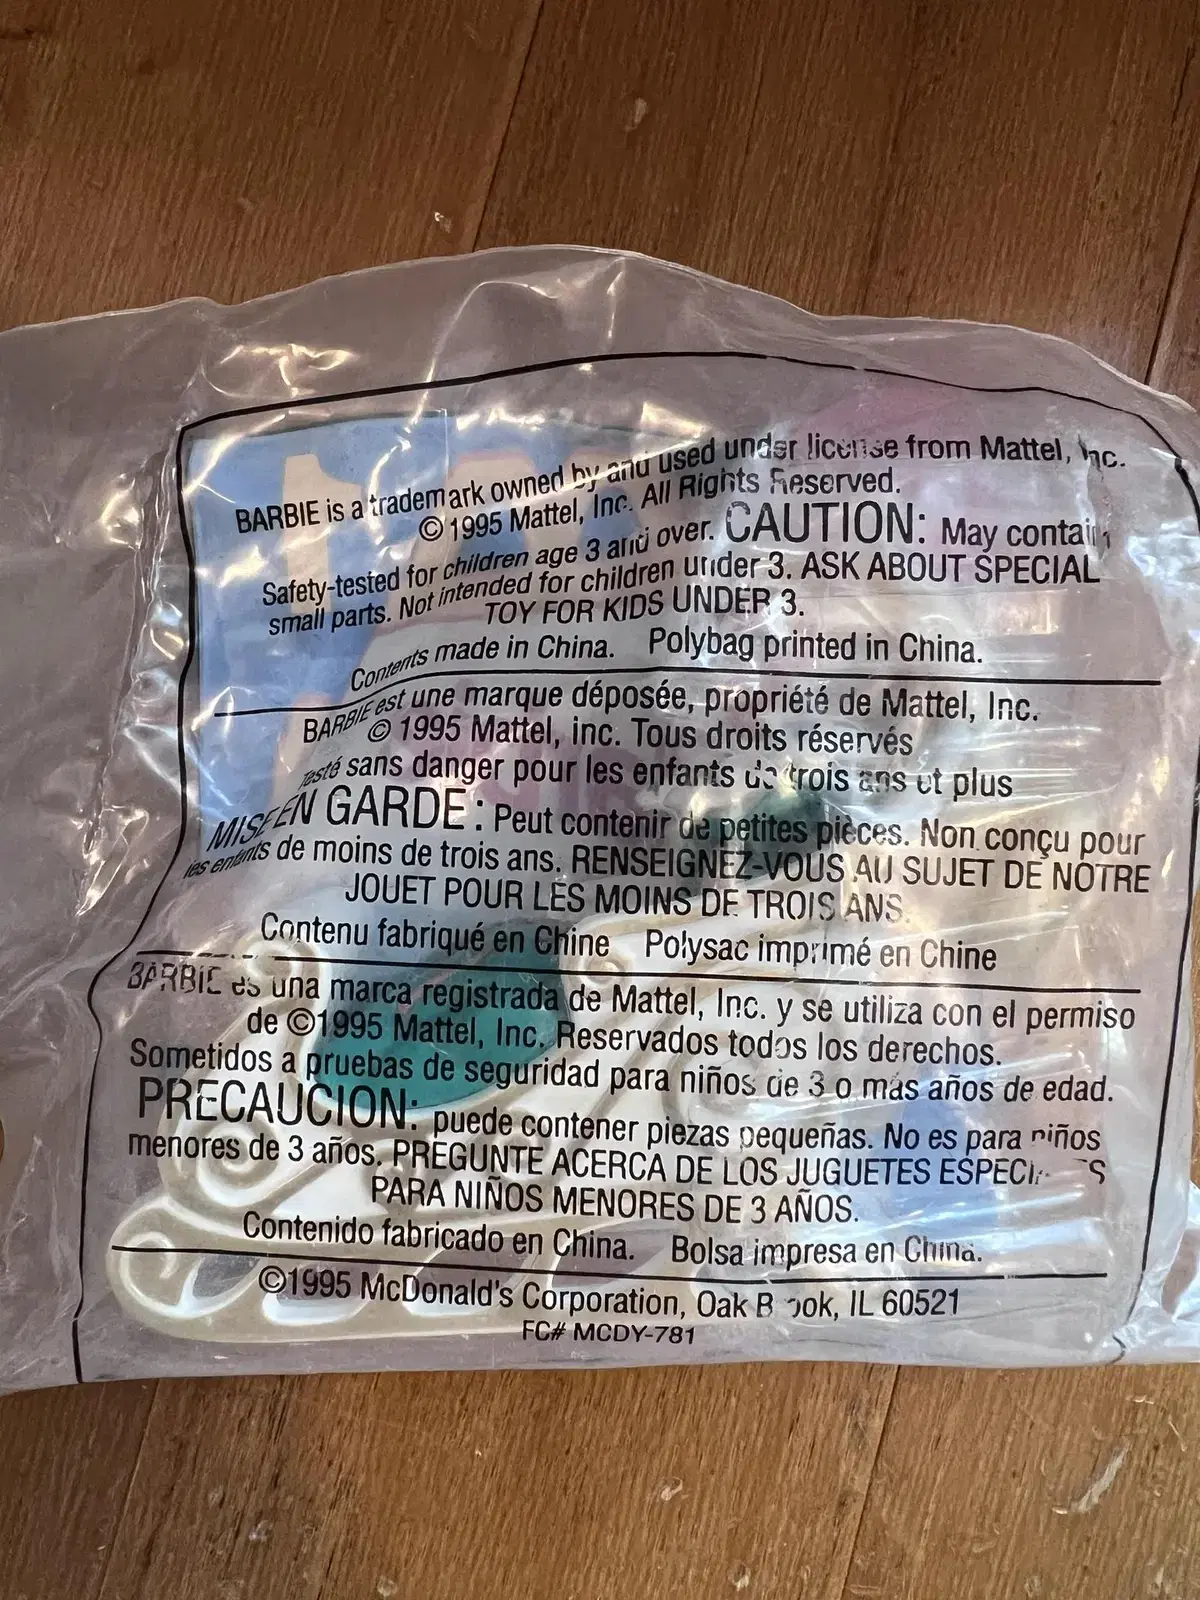 BARBIE is a trademark owned by and used under license from Mattel, Inc.
© 1995 Mattel, Inc. All Rights Reserved.
Safety-tested for children age 3 and over. CAUTION: May contain
small parts. Not intended for children under 3. ASK ABOUT SPECIAL
TOY FOR KIDS UNDER 3.
Contents made in China. Polybag printed in China.
BARBIE est une marque déposée, propriété de Mattel, Inc.
© 1995 Mattel, inc. Tous droits réservés
Testé sans danger pour les enfants de trois ans et plus
MISE EN GARDE: Peut contenir de petites pièces. Non conçu pour
les enfants de moins de trois ans. RENSEIGNEZ-VOUS AU SUJET DE NOTRE
JOUET POUR LES MOINS DE TROIS ANS.
Contenu fabriqué en Chine Polysac imprimé en Chine
BARBIE es una marca registrada de Mattel, Inc. y se utiliza con el permiso
de ©1995 Mattel, Inc. Reservados todos los derechos.
Sometidos a pruebas de seguridad para niños de 3 o más años de edad.
PRECAUCION: puede contener piezas pequeñas. No es para niños
menores de 3 años. PREGUNTE ACERCA DE LOS JUGUETES
PARA NIÑOS MENORES DE 3 AÑOS.
Contenido fabricado en China. Bolsa impresa en China.
©1995 McDonald's Corporation, Oak Brook, IL 60521
FC# MCDY-781